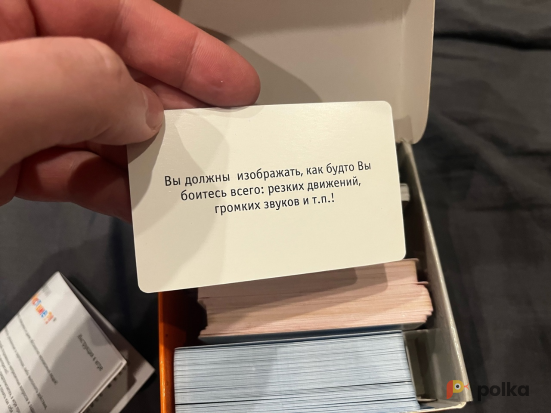 Вы должны изображать, как будто Вы
боитесь всего: резких движений,
громких звуков и т.п.!
polka